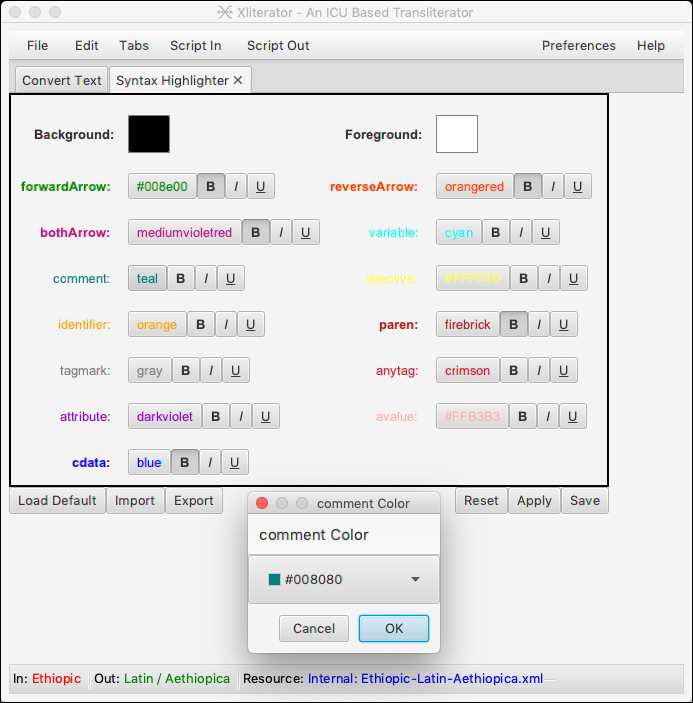 Xliterator - An ICU Based Transliterator
File Edit Tabs Script In Script Out Preferences Help
Convert Text Syntax Highlighter ✕
Background: Foreground:
forwardArrow: #008e00 B I U reverseArrow: orangered B I U
bothArrow: mediumvioletred B I U variable: cyan B I U
comment: teal B I U directive: #FFFF4D B I U
identifier: orange B I U paren: firebrick B I U
tagmark: gray B I U anytag: crimson B I U
attribute: darkviolet B I U avalue: #FFB3B3 B I U
cdata: blue B I U
Load Default Import Export Reset Apply Save
comment Color
comment Color
#008080
Cancel OK
In: Ethiopic Out: Latin / Aethiopica Resource: Internal: Ethiopic-Latin-Aethiopica.xml